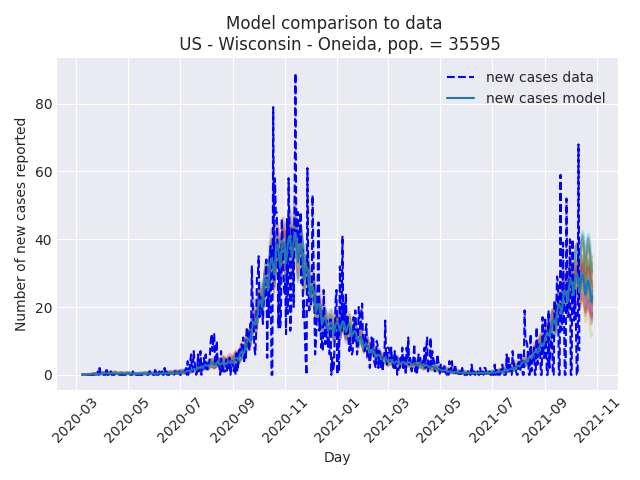 Model comparison to data
US - Wisconsin - Oneida, pop. = 35595
new cases data
new cases model
Number of new cases reported
80
60
40
20
0
2020-03
2020-05
2020-07
2020-09
2020-11
2021-01
2021-03
2021-05
2021-07
2021-09
2021-11
Day